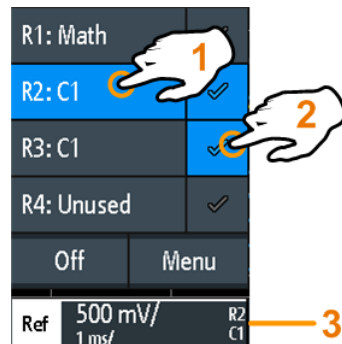 R1: Math
1
R2: C1
2
R3: C1
R4: Unused
Off Menu
Ref 500 mV/ R2
1 ms/ C1
3